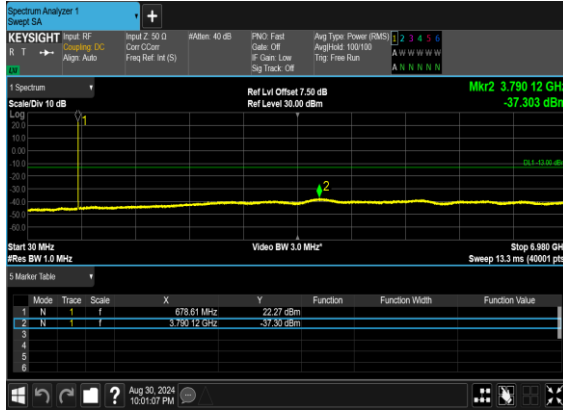 Spectrum Analyzer 1
Swept SA
+
KEYSIGHT Input: RF Input Z: 50 Ω #Atten: 40 dB PNO: Fast Avg Type: Power (RMS) 1 2 3 4 5 6
R T Coupling: DC Corr CCorr Gate: Off Avg|Hold: 100/100 A W W W W W
Align: Auto Freq Ref: Int (S) IF Gain: Low Trig: Free Run
Sig Track: Off A N N N N N
1 Spectrum Ref Lvl Offset 7.50 dB Mkr2 3.790 12 GHz
Scale/Div 10 dB Ref Level 30.00 dBm -37.303 dBm
Log
20.0
10.0
0.00
-10.0
-20.0
-30.0
-40.0
-50.0
-60.0
1
DL1 -13.00 dBm
2
Start 30 MHz Video BW 3.0 MHz* Stop 6.980 GHz
#Res BW 1.0 MHz Sweep 13.3 ms (40001 pts)
5 Marker Table
Mode Trace Scale X Y Function Function Width Function Value
1 N 1 f 678.61 MHz 22.27 dBm
2 N 1 f 3.790 12 GHz -37.30 dBm
3
4
5
6
? Aug 30, 2024
10:01:07 PM